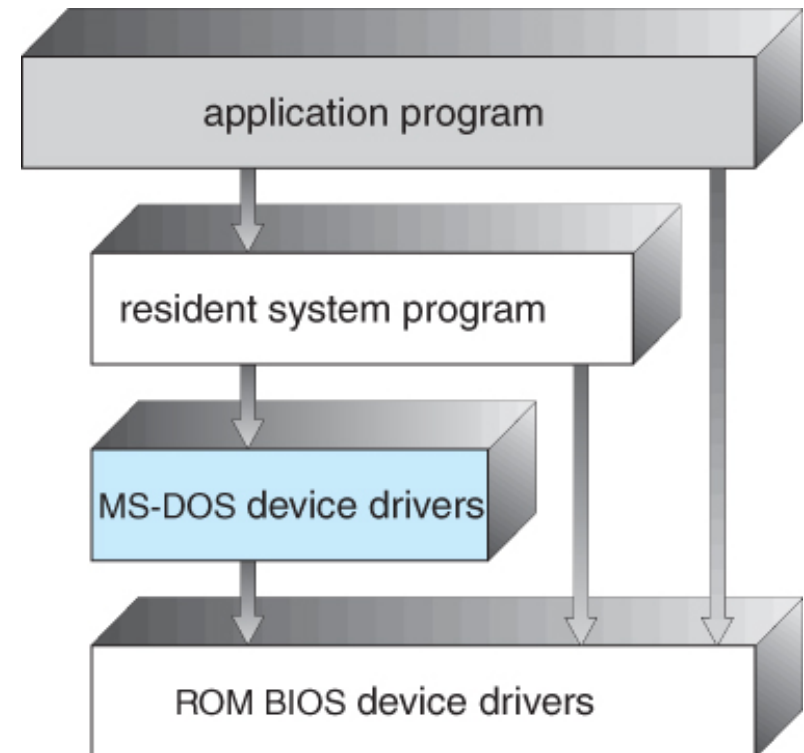 application program
resident system program
MS-DOS device drivers
ROM BIOS device drivers